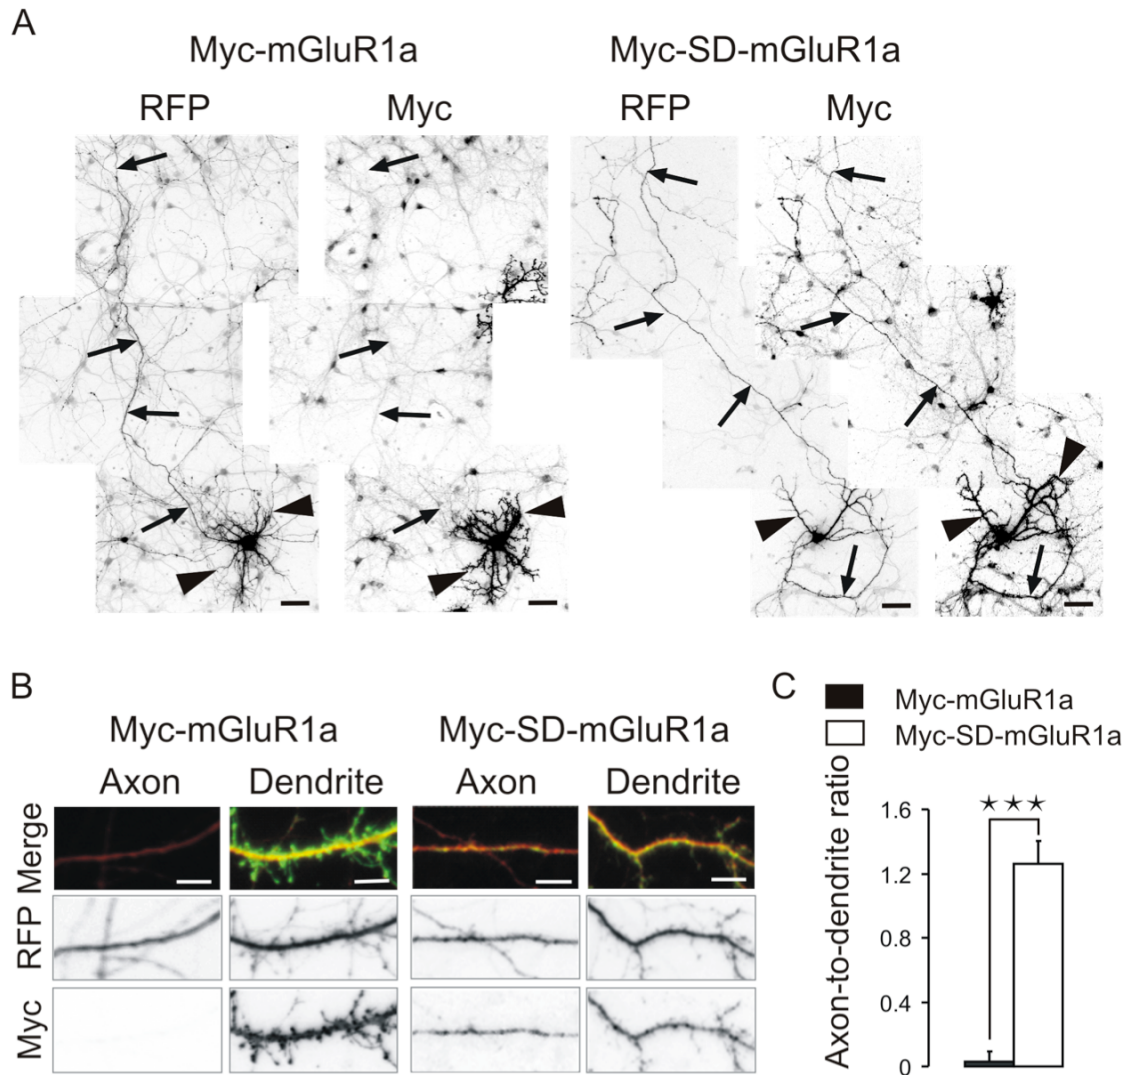 A
Myc-mGluR1a Myc-SD-mGluR1a
RFP Myc RFP Myc
B
Myc-mGluR1a Myc-SD-mGluR1a
Axon Dendrite Axon Dendrite
Merge
RFP
Myc
C
Myc-mGluR1a
Myc-SD-mGluR1a
Axon-to-dendrite ratio
★★★
1.6
1.2
0.8
0.4
0